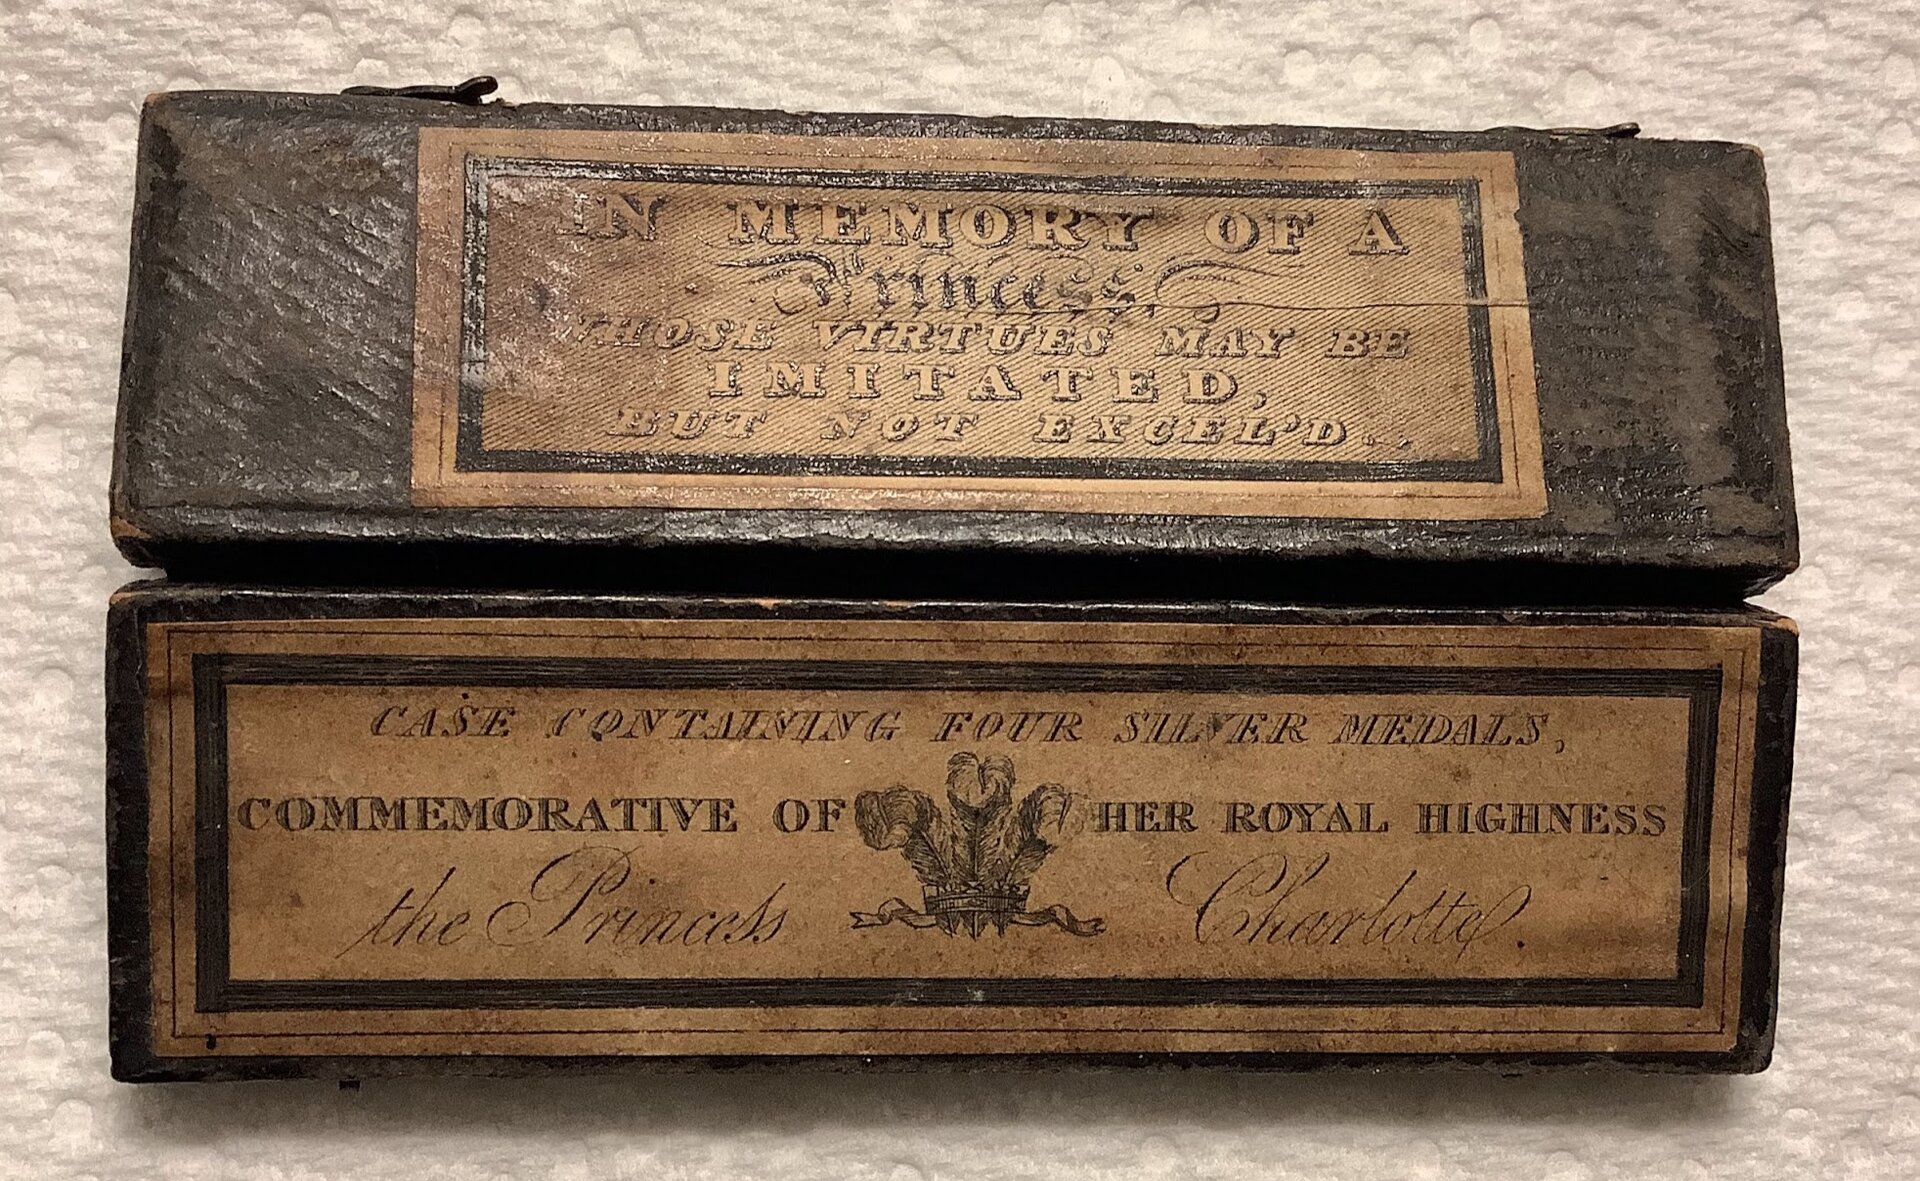 IN MEMORY OF A
Princess,
WHOSE VIRTUES MAY BE
IMITATED,
BUT NOT EXCEL'D...
CASE CONTAINING FOUR SILVER MEDALS,
COMMEMORATIVE OF HER ROYAL HIGHNESS
the Princess Charlotte.